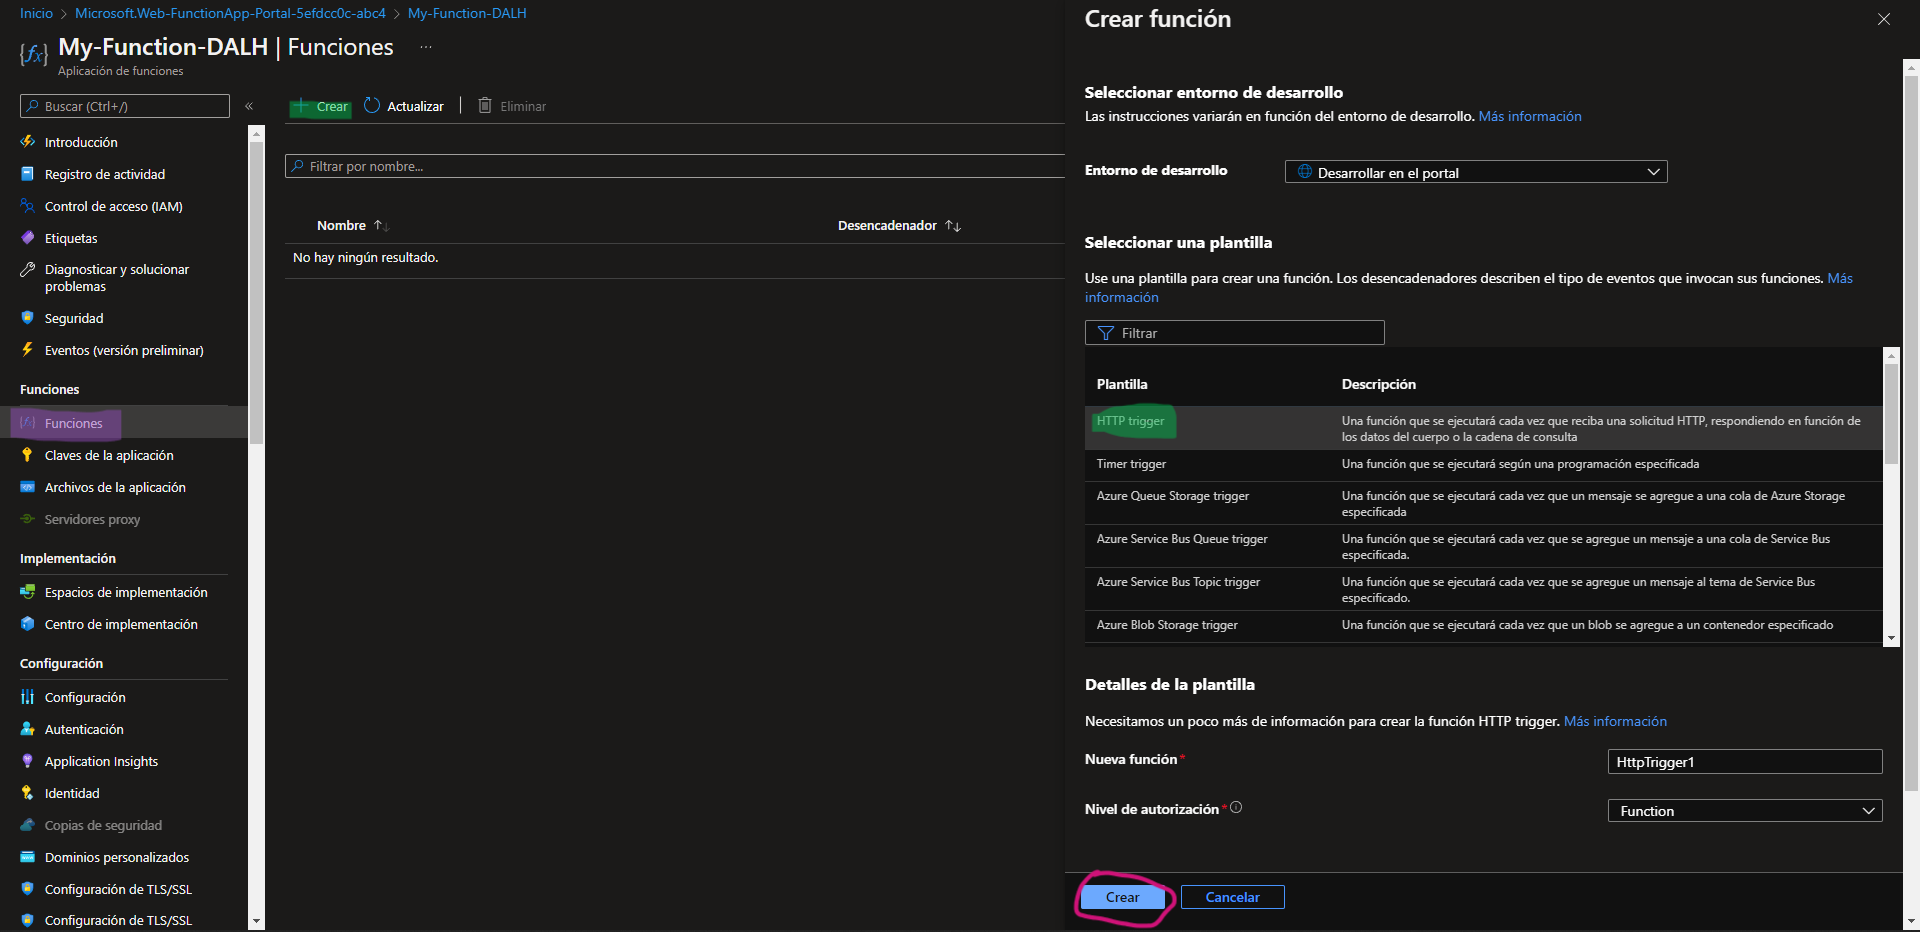 Inicio > Microsoft.Web-FunctionApp-Portal-5efdcc0c-abc4 > My-Function-DALH
My-Function-DALH | Funciones ...
Aplicación de funciones
Buscar (Ctrl+/)
«
Introducción
Registro de actividad
Control de acceso (IAM)
Etiquetas
Diagnosticar y solucionar
problemas
Seguridad
Eventos (versión preliminar)
Funciones
Funciones
Claves de la aplicación
Archivos de la aplicación
Servidores proxy
Implementación
Espacios de implementación
Centro de implementación
Configuración
Configuración
Autenticación
Application Insights
Identidad
Copias de seguridad
Dominios personalizados
Configuración de TLS/SSL
Configuración de TLS/SSL
+ Crear Actualizar | Eliminar
Filtrar por nombre...
Nombre ↑↓ Desencadenador ↑↓
No hay ningún resultado.
Crear función
Seleccionar entorno de desarrollo
Las instrucciones variarán en función del entorno de desarrollo. Más información
Entorno de desarrollo Desarrollar en el portal
Seleccionar una plantilla
Use una plantilla para crear una función. Los desencadenadores describen el tipo de eventos que invocan sus funciones. Más
información
Filtrar
Plantilla Descripción
HTTP trigger Una función que se ejecutará cada vez que reciba una solicitud HTTP, respondiendo en función de
los datos del cuerpo o la cadena de consulta
Timer trigger Una función que se ejecutará según una programación especificada
Azure Queue Storage trigger Una función que se ejecutará cada vez que un mensaje se agregue a una cola de Azure Storage
especificada
Azure Service Bus Queue trigger Una función que se ejecutará cada vez que se agregue un mensaje a una cola de Service Bus
especificada.
Azure Service Bus Topic trigger Una función que se ejecutará cada vez que se agregue un mensaje al tema de Service Bus
especificado.
Azure Blob Storage trigger Una función que se ejecutará cada vez que un blob se agregue a un contenedor especificado
Detalles de la plantilla
Necesitamos un poco más de información para crear la función HTTP trigger. Más información
Nueva función * HttpTrigger1
Nivel de autorización * Function
Crear Cancelar